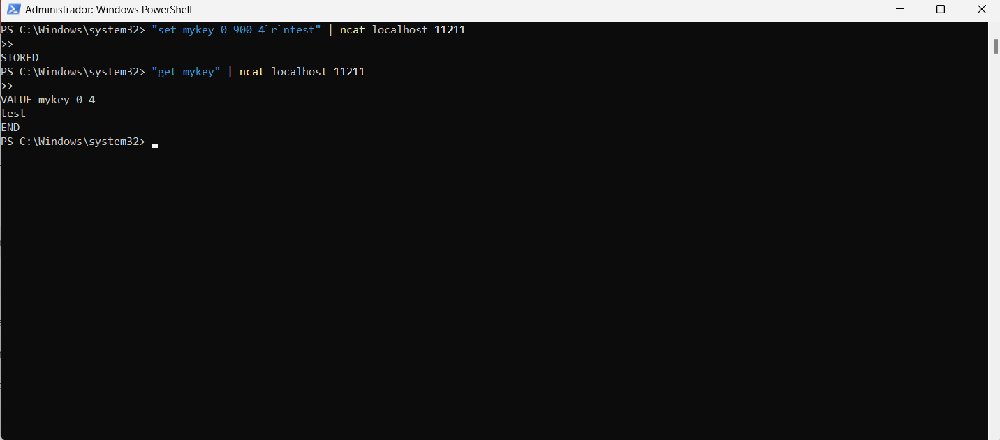 Administrador: Windows PowerShell
PS C:\Windows\system32> "set mykey 0 900 4`r`ntest" | ncat localhost 11211
>>
STORED
PS C:\Windows\system32> "get mykey" | ncat localhost 11211
>>
VALUE mykey 0 4
test
END
PS C:\Windows\system32>